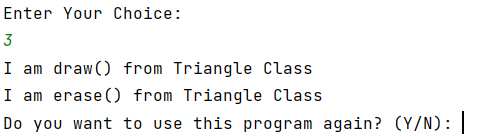 Enter Your Choice:
3
I am draw() from Triangle Class
I am erase() from Triangle Class
Do you want to use this program again? (Y/N):